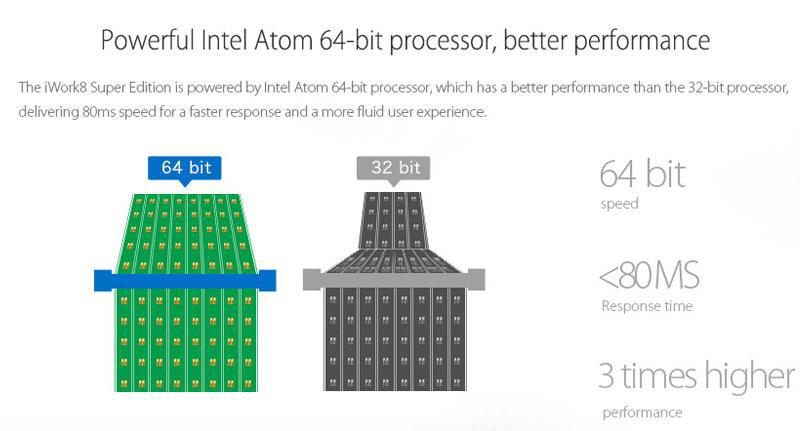 Powerful Intel Atom 64-bit processor, better performance
The iWork8 Super Edition is powered by Intel Atom 64-bit processor, which has a better performance than the 32-bit processor,
delivering 80ms speed for a faster response and a more fluid user experience.
64 bit
32 bit
64 bit
speed
<80MS
Response time
3 times higher
performance